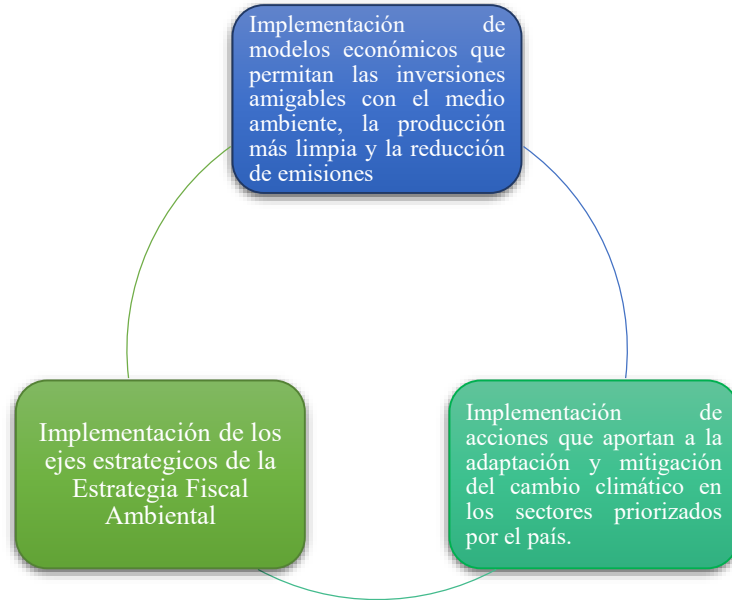 Implementación de
modelos económicos que
permitan las inversiones
amigables con el medio
ambiente, la producción
más limpia y la reducción
de emisiones
Implementación de los
ejes estrategicos de la
Estrategia Fiscal
Ambiental
Implementación de
acciones que aportan a la
adaptación y mitigación
del cambio climático en
los sectores priorizados
por el país.